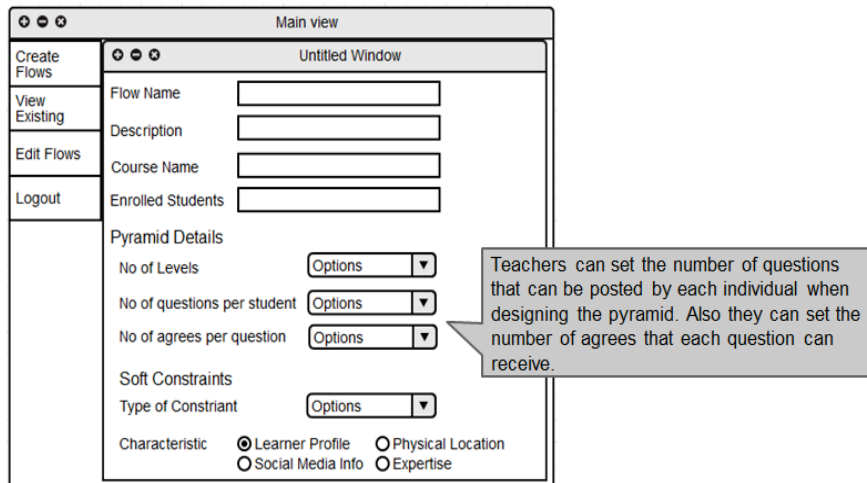 Main view
Create
Flows
View
Existing
Edit Flows
Logout
Untitled Window
Flow Name
Description
Course Name
Enrolled Students
Pyramid Details
No of Levels Options
No of questions per student Options
No of agrees per question Options
Soft Constraints
Type of Constriant Options
Characteristic Learner Profile Physical Location
Social Media Info Expertise
Teachers can set the number of questions
that can be posted by each individual when
designing the pyramid. Also they can set the
number of agrees that each question can
receive.